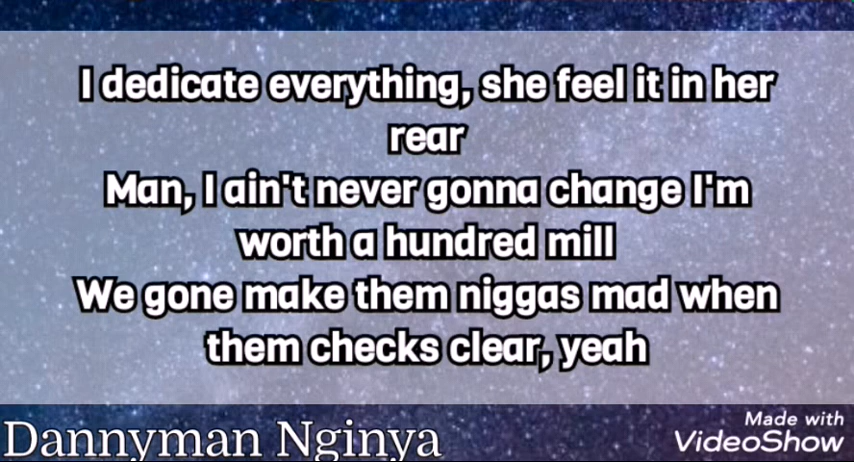 I dedicate everything, she feel it in her
rear
Man, I ain't never gonna change I'm
worth a hundred mill
We gone make them niggas mad when
them checks clear, yeah
Dannyman Nginya
Made with
VideoShow